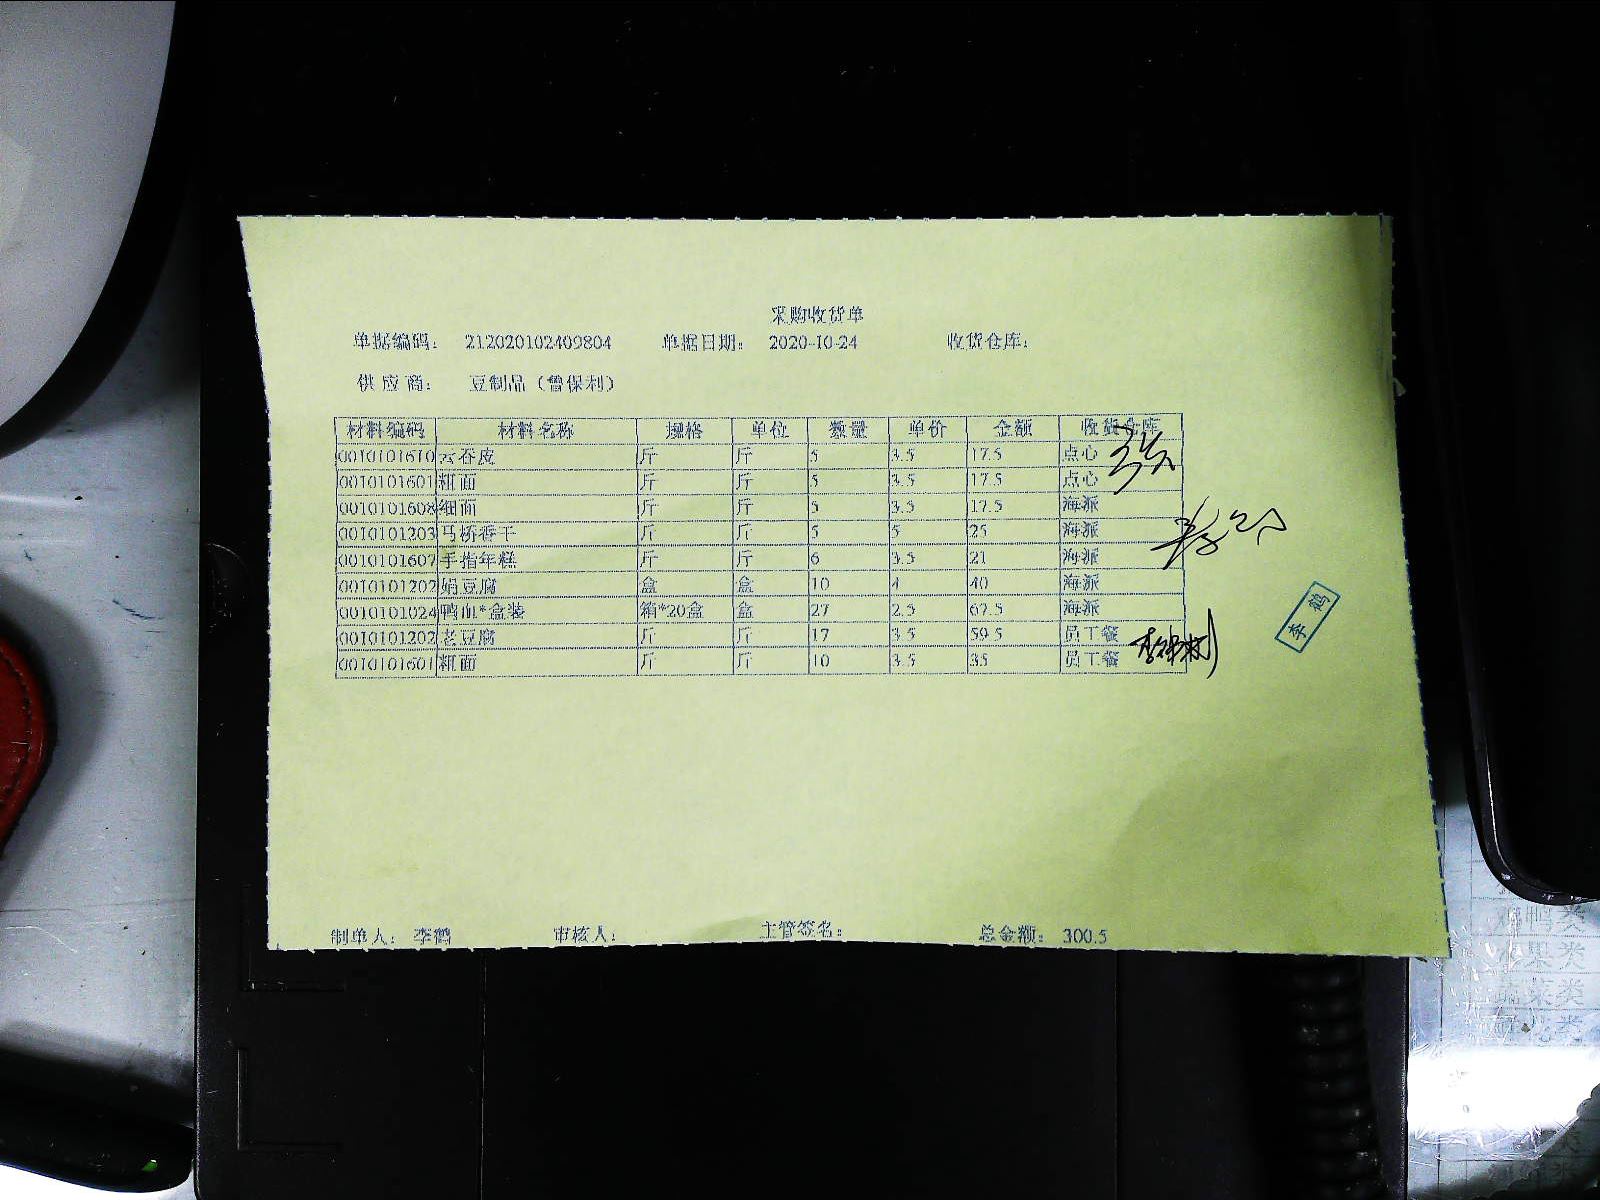 采购收货单
单据编码: 212020102409804 单据日期: 2020-10-24 收货仓库:
供应商: 豆制品(曾保利)
材料编码 材料名称 规格 单位 数量 单价 金额 收货仓库
0010101610 云吞皮 斤 斤 5 3.5 17.5 点心
0010101601 粗面 斤 斤 5 3.5 17.5 点心
0010101608 细面 斤 斤 5 3.5 17.5 海派
0010101203 马桥香干 斤 斤 5 5 25 海派
0010101607 手指年糕 斤 斤 6 3.5 21 海派
0010101202 娟豆腐 盒 盒 10 4 40 海派
0010101024 鸭血*盒装 箱*20盒 盒 27 2.5 67.5 海派
0010101202 老豆腐 斤 斤 17 3.5 59.5 员工餐
0010101601 粗面 斤 斤 10 3.5 35 员工餐
李鹤
制单人: 李鹤 审核人: 主管签名: 总金额: 300.5
鸡鸭类
果类
蔬菜类